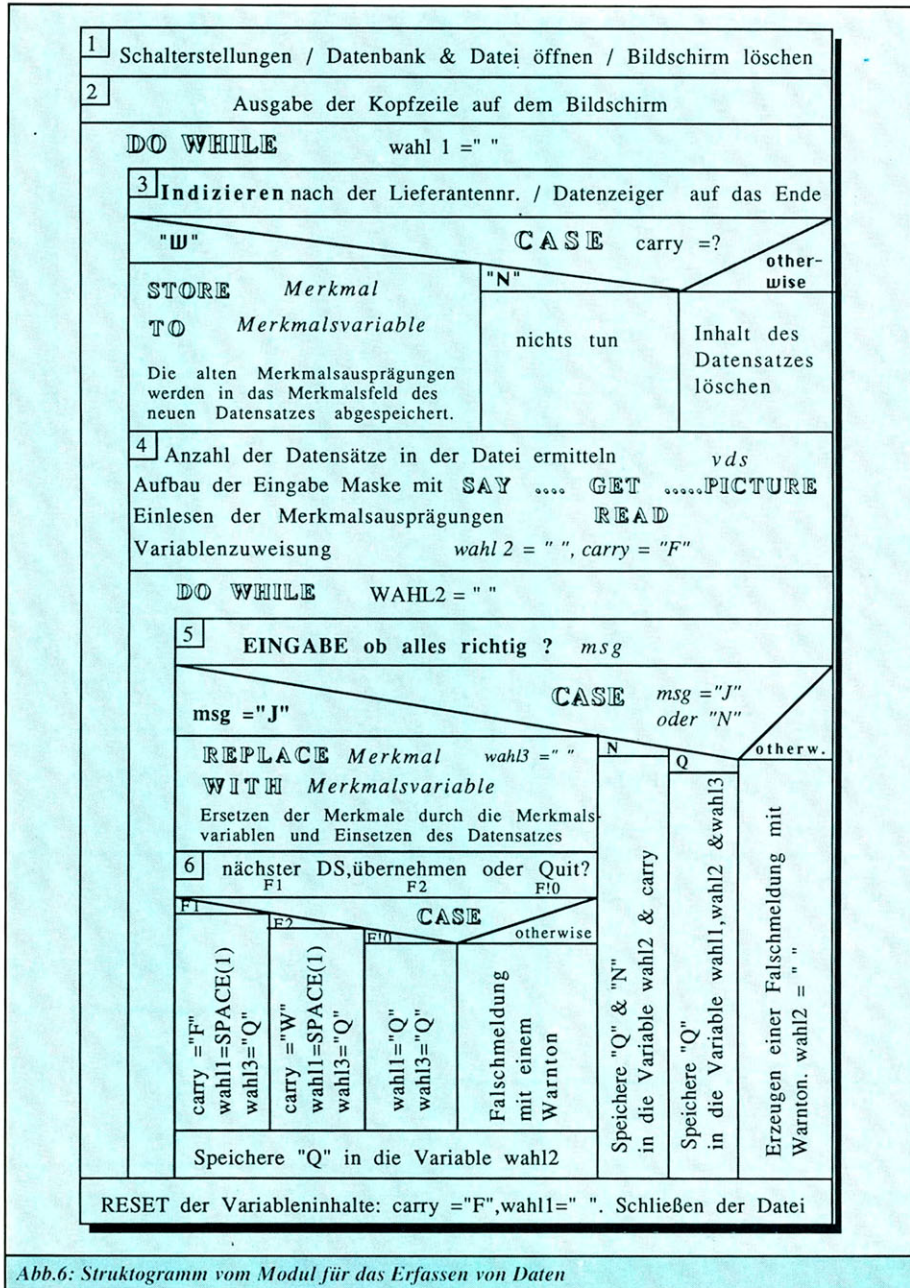 1
Schalterstellungen / Datenbank & Datei öffnen / Bildschirm löschen
2
Ausgabe der Kopfzeile auf dem Bildschirm
DO WHILE wahl 1 =" "
3 Indizieren nach der Lieferantennr. / Datenzeiger auf das Ende
"W" CASE carry =?
"N"
other-
wise
STORE Merkmal
TO Merkmalsvariable
Die alten Merkmalsausprägungen
werden in das Merkmalsfeld des
neuen Datensatzes abgespeichert.
nichts tun
Inhalt des
Datensatzes
löschen
4 Anzahl der Datensätze in der Datei ermitteln vds
Aufbau der Eingabe Maske mit SAY .... GET .....PICTURE
Einlesen der Merkmalsausprägungen READ
Variablenzuweisung wahl 2 = " ", carry = "F"
DO WHILE WAHL2 = " "
5
EINGABE ob alles richtig ? msg
msg ="J" CASE msg ="J"
oder "N"
N
Q
otherw.
REPLACE Merkmal wahl3 =" "
WITH Merkmalsvariable
Ersetzen der Merkmale durch die Merkmals-
variablen und Einsetzen des Datensatzes
6 nächster DS,übernehmen oder Quit?
F1 F2 F!0
F1 CASE
F2
F!0
otherwise
carry ="F"
wahl1=SPACE(1)
wahl3="Q"
carry ="W"
wahl1=SPACE(1)
wahl3="Q"
wahl1="Q"
wahl3="Q"
Falschmeldung
mit einem
Warnton
Speichere "Q" in die Variable wahl2
Speichere "Q" & "N"
in die Variable wahl2 & carry
Speichere "Q"
in die Variable wahl1,wahl2 &wahl3
Erzeugen einer Falschmeldung mit
Warnton. wahl2 = " "
RESET der Variableninhalte: carry ="F",wahl1=" ". Schließen der Datei
Abb.6: Struktogramm vom Modul für das Erfassen von Daten